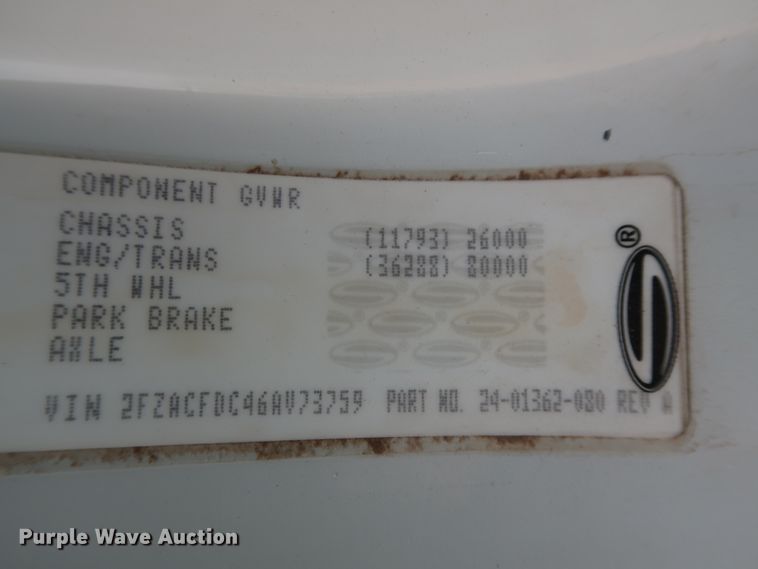 COMPONENT GVWR
CHASSIS (11793) 26000
ENG/TRANS (36288) 80000
5TH WHL
PARK BRAKE
AXLE
VIN 2FZACFDC46AV73759 PART NO. 24-01362-080 REV A
®
Purple Wave Auction